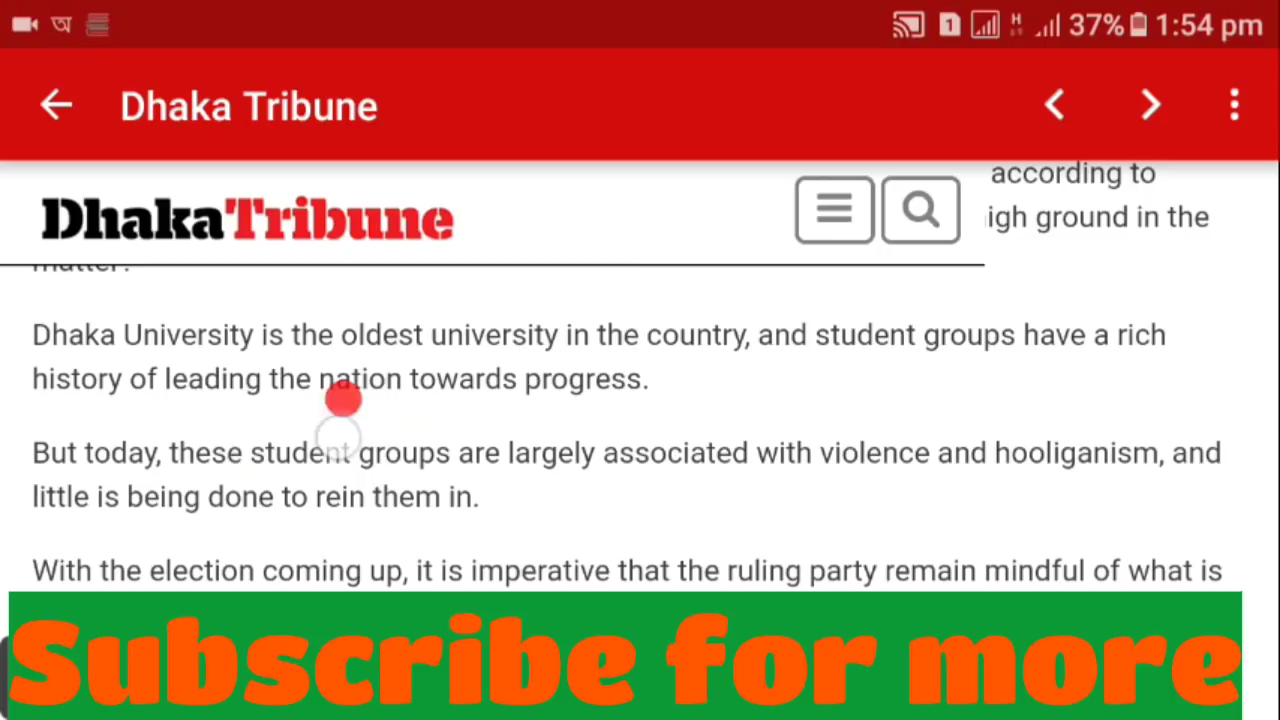 অ 1 H 37% 1:54 pm
Dhaka Tribune
according to
DhakaTribune
igh ground in the
matter?
Dhaka University is the oldest university in the country, and student groups have a rich
history of leading the nation towards progress.
But today, these student groups are largely associated with violence and hooliganism, and
little is being done to rein them in.
With the election coming up, it is imperative that the ruling party remain mindful of what is
Subscribe for more